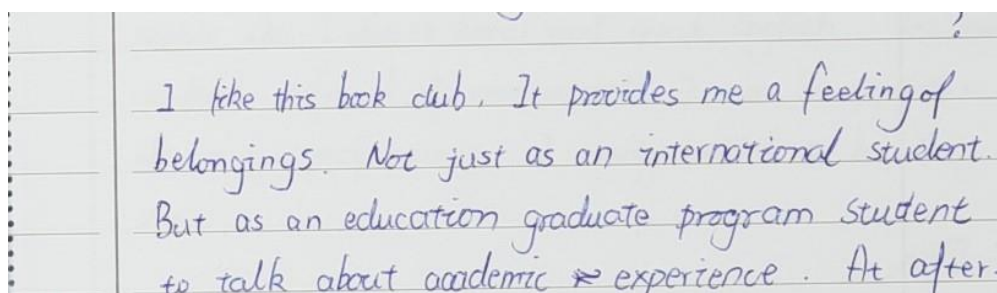 ?
I like this book club. It provides me a feeling of
belongings. Not just as an international student.
But as an education graduate program student
to talk about academic experience. At after.